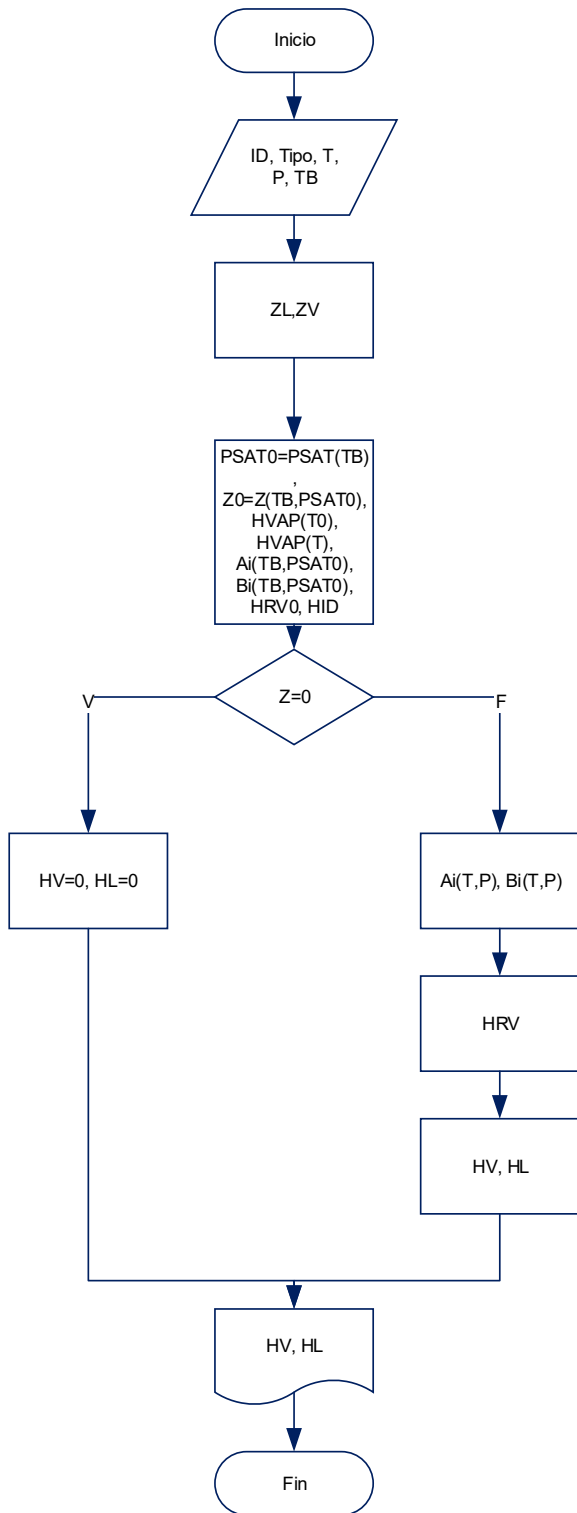 Inicio
ID, Tipo, T,
P, TB
ZL,ZV
PSAT0=PSAT(TB)
,
Z0=Z(TB,PSAT0),
HVAP(T0),
HVAP(T),
Ai(TB,PSAT0),
Bi(TB,PSAT0),
HRV0, HID
Z=0
V
F
HV=0, HL=0
Ai(T,P), Bi(T,P)
HRV
HV, HL
HV, HL
Fin